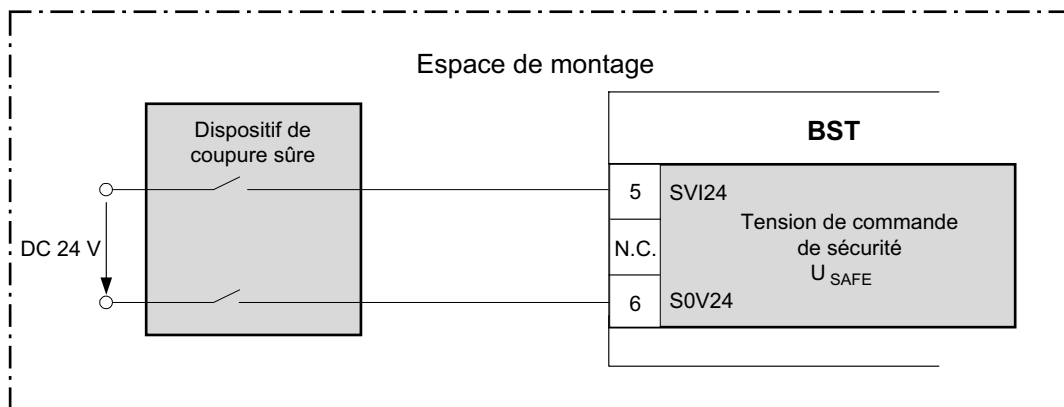 Espace de montage
Dispositif de
coupure sûre
BST
5
SVI24
Tension de commande
de sécurité
U SAFE
DC 24 V
N.C.
6
S0V24